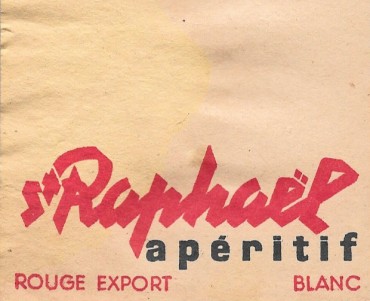 St Raphaël
apéritif
ROUGE EXPORT BLANC